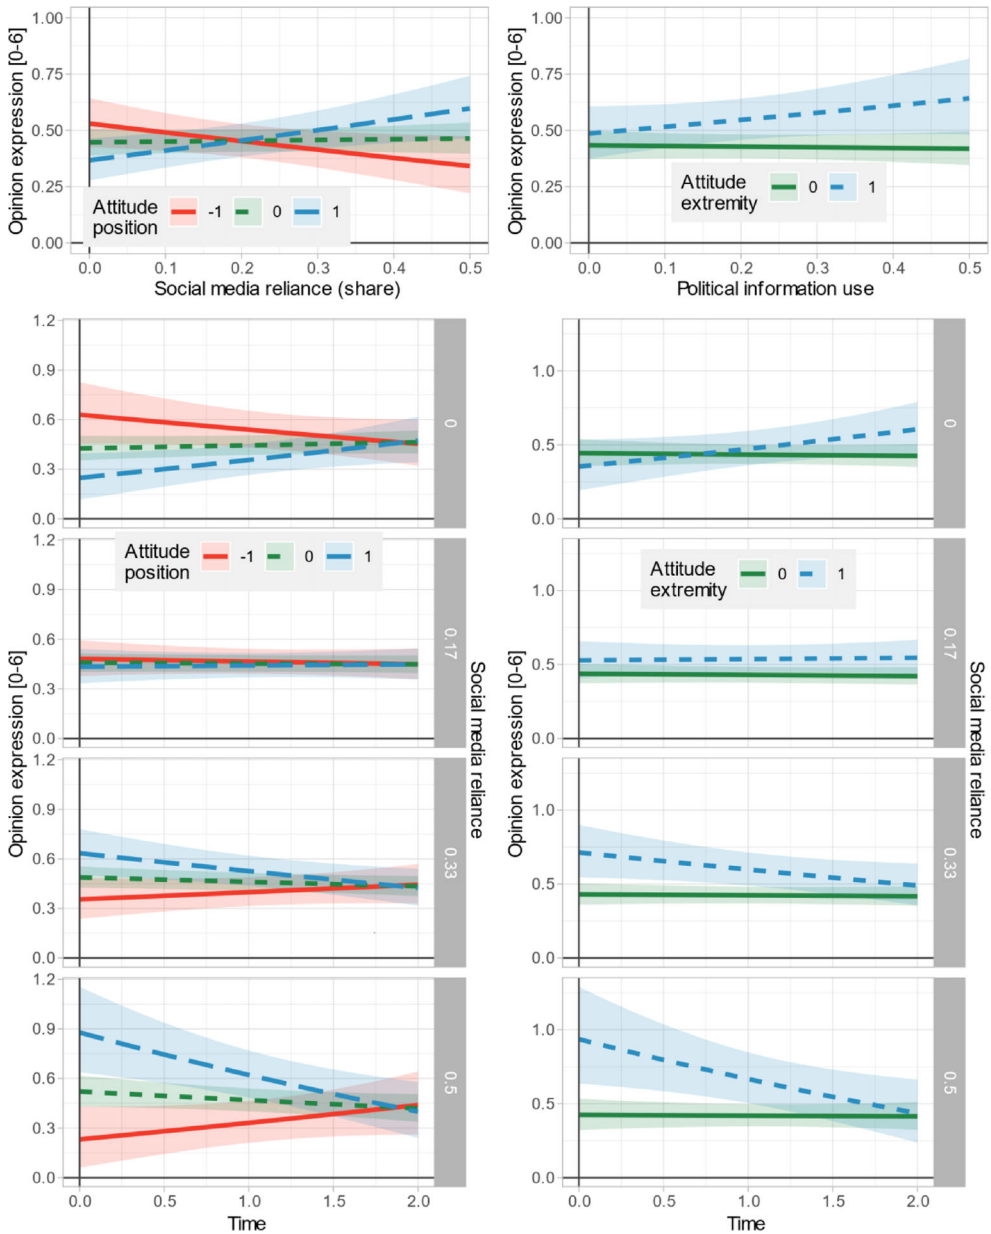 Opinion expression [0-6]
1.00
0.75
0.50
0.25
0.00
Attitude
position
-1 0 1
0.0 0.1 0.2 0.3 0.4 0.5
Social media reliance (share)
Opinion expression [0-6]
1.00
0.75
0.50
0.25
0.00
Attitude
extremity
0 1
0.0 0.1 0.2 0.3 0.4 0.5
Political information use
Opinion expression [0-6]
1.2
0.9
0.6
0.3
0.0
0
1.2
Attitude
position
-1 0 1
0.6
0.3
0.0
0.17
1.2
0.9
0.6
0.3
0.0
0.33
1.2
0.9
0.6
0.3
0.0
0.5
0.0 0.5 1.0 1.5 2.0
Time
Social media reliance
Opinion expression [0-6]
1.0
0.5
0.0
0
Attitude
extremity
0 1
1.0
0.5
0.0
0.17
1.0
0.5
0.0
0.33
1.0
0.5
0.0
0.5
0.0 0.5 1.0 1.5 2.0
Time
Social media reliance